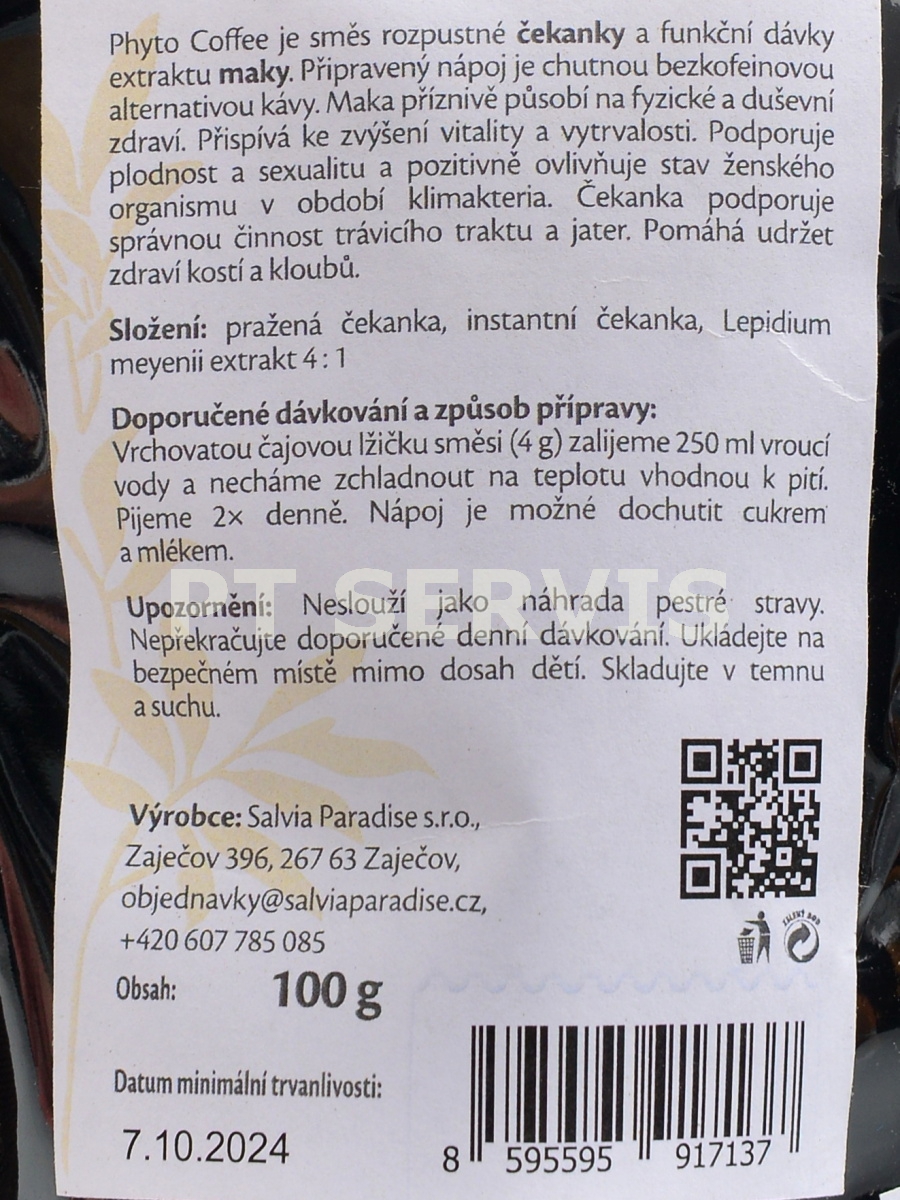 Phyto Coffee je směs rozpustné čekanky a funkční dávky
extraktu maky. Připravený nápoj je chutnou bezkofeinovou
alternativou kávy. Maka příznivě působí na fyzické a duševní
zdraví. Přispívá ke zvýšení vitality a vytrvalosti. Podporuje
plodnost a sexualitu a pozitivně ovlivňuje stav ženského
organismu v období klimakteria. Čekanka podporuje
správnou činnost trávicího traktu a jater. Pomáhá udržet
zdraví kostí a kloubů.
Složení: pražená čekanka, instantní čekanka, Lepidium
meyenii extrakt 4 : 1
Doporučené dávkování a způsob přípravy:
Vrchovatou čajovou lžičku směsi (4 g) zalijeme 250 ml vroucí
vody a necháme zchladnout na teplotu vhodnou k pití.
Pijeme 2x denně. Nápoj je možné dochutit cukrem
a mlékem.
PT SERVIS
Upozornění: Neslouží jako náhrada pestré stravy.
Nepřekračujte doporučené denní dávkování. Ukládejte na
bezpečném místě mimo dosah dětí. Skladujte v temnu
a suchu.
Výrobce: Salvia Paradise s.r.o.,
Zaječov 396, 267 63 Zaječov,
objednavky@salviaparadise.cz,
+420 607 785 085
ZELENÝ BOD
Obsah: 100 g
Datum minimální trvanlivosti:
7.10.2024
8 595595 917137